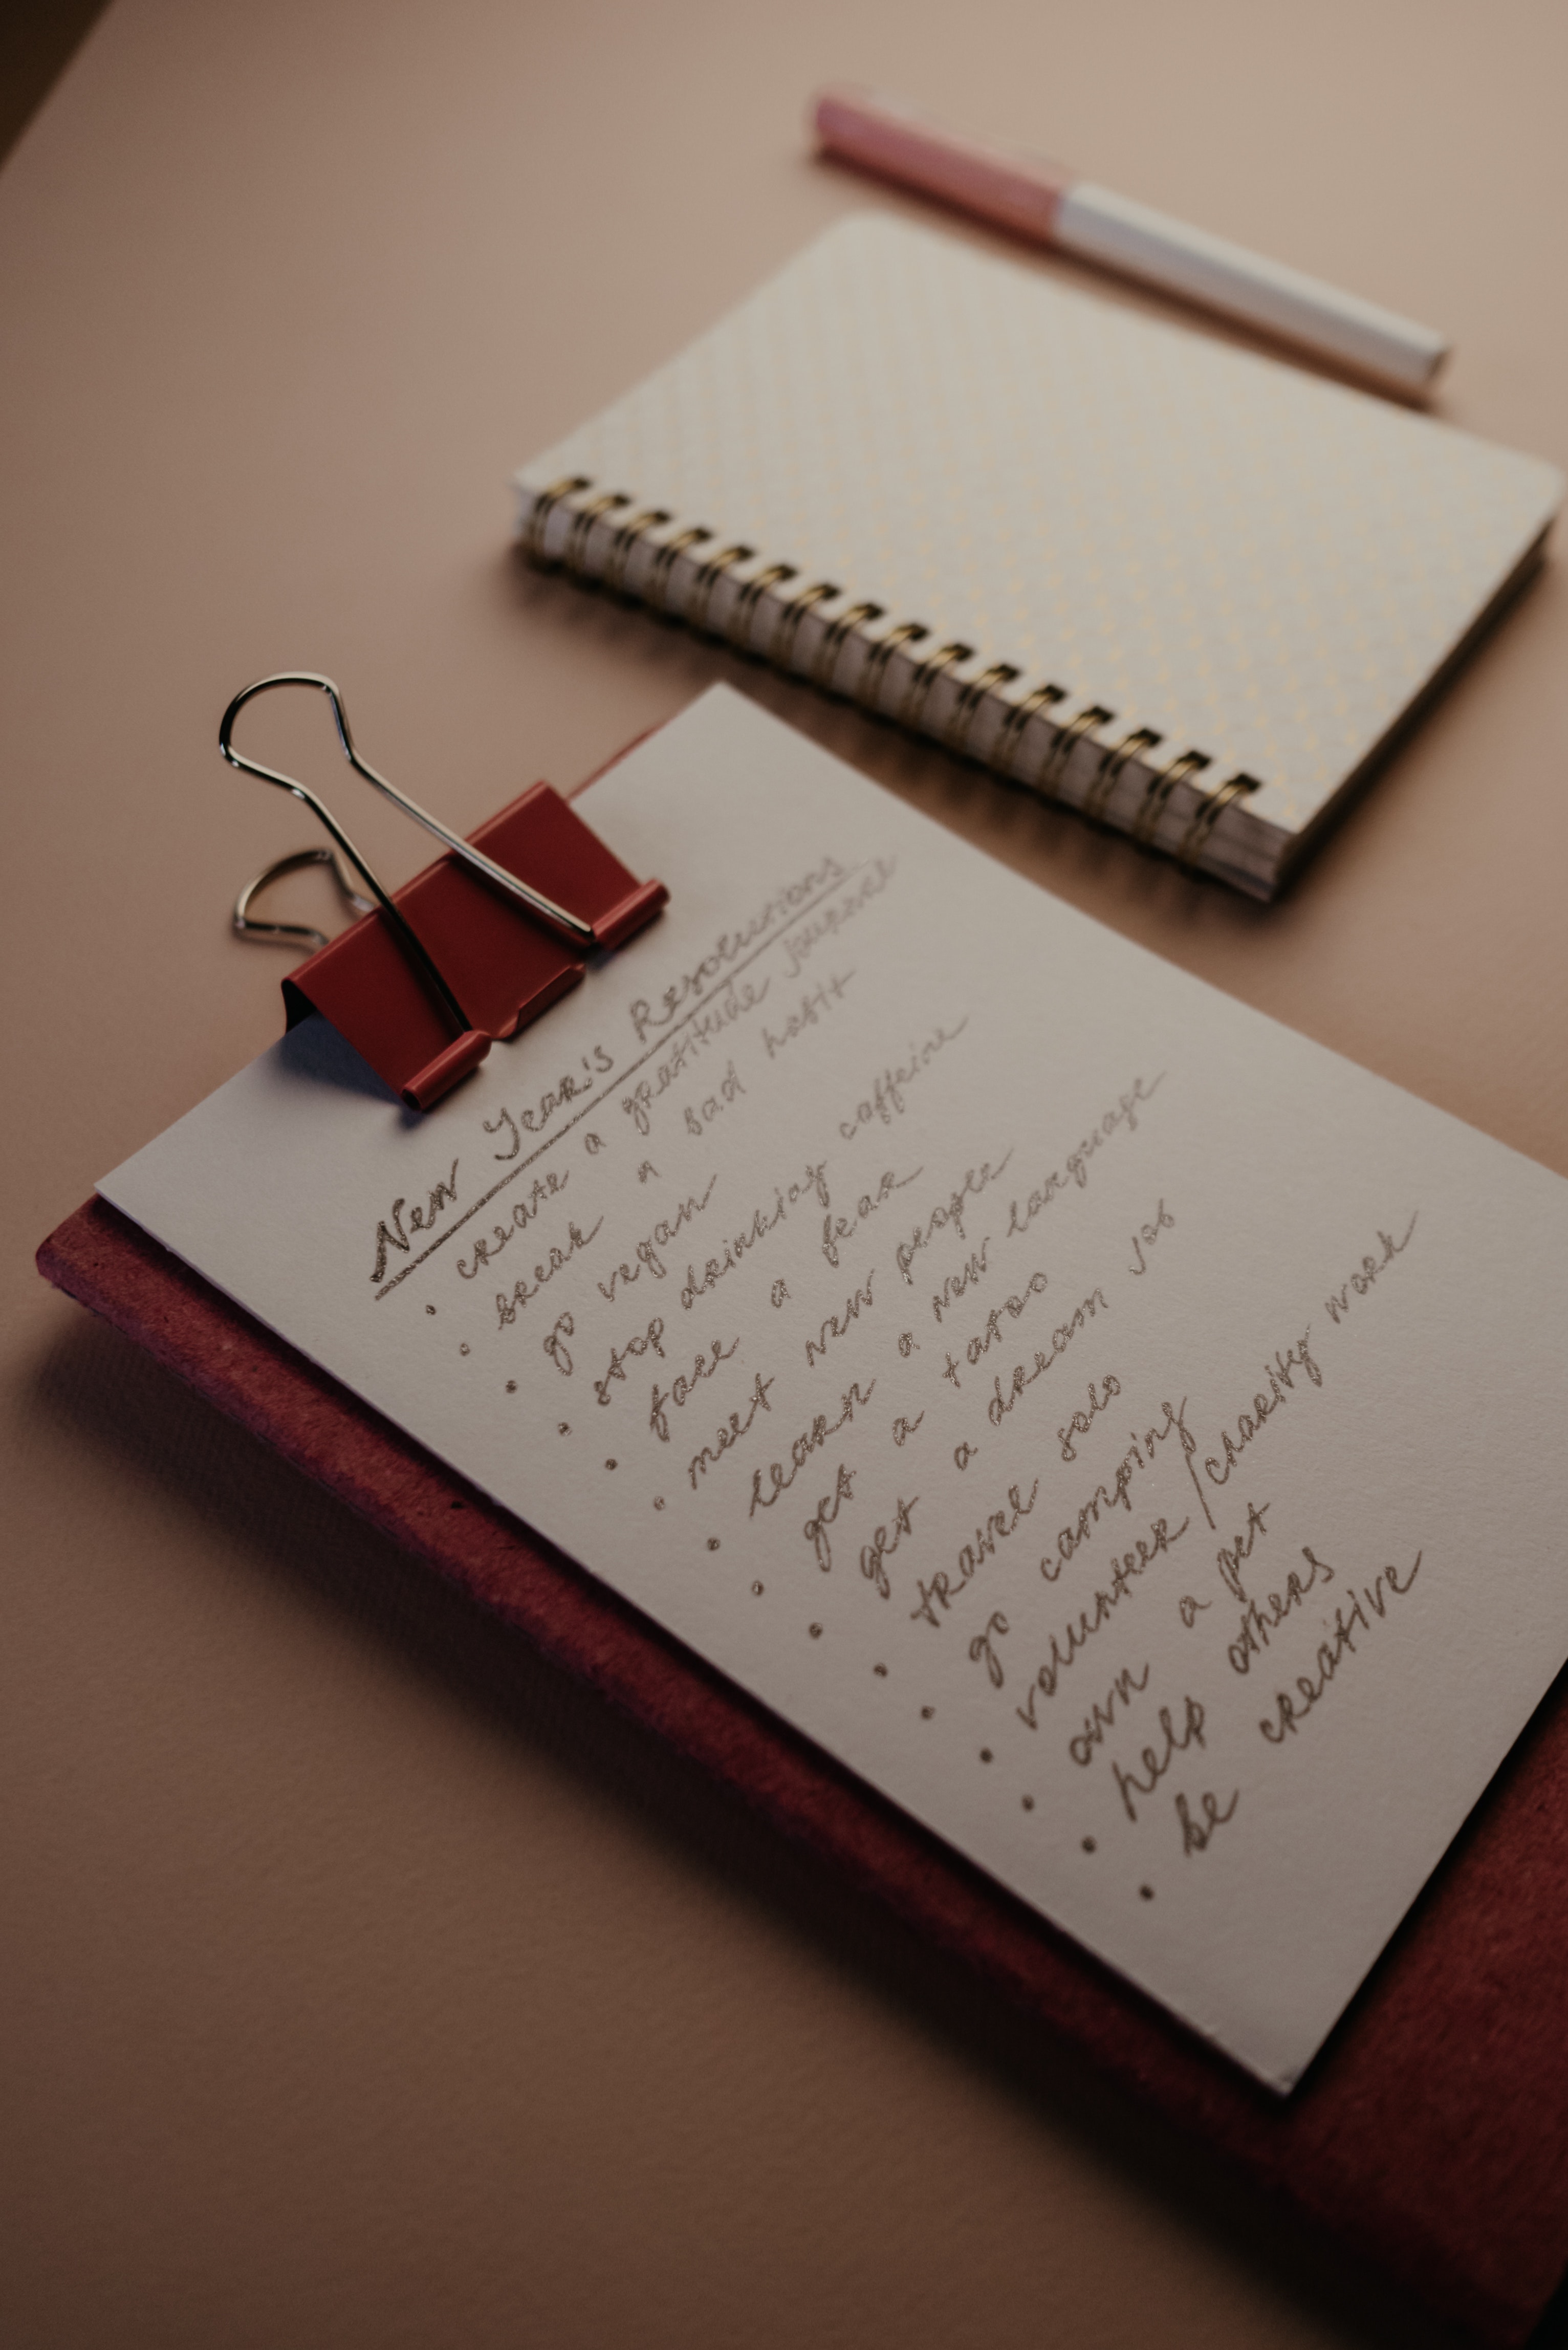 New Year's Resolutions
• create a gratitude journal
• break a bad habit
• go vegan
• stop drinking caffeine
• face a fear
• meet new people
• learn a new language
• get a tatoo
• get a dream job
• travel solo
• go camping
• volunteer/charity work
• own a pet
• help others
• be creative